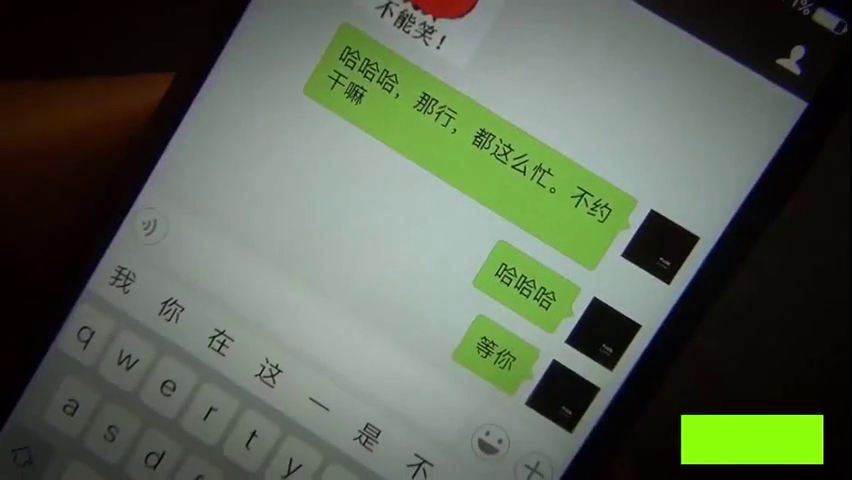 不能笑！
哈哈哈，那行，都这么忙。不约
干嘛
哈哈哈
等你
我 你 在 这 一 是 不
q w e r t y
a s d